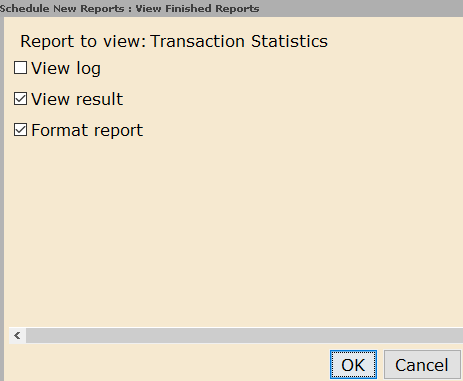 Schedule New Reports : View Finished Reports
Report to view: Transaction Statistics
View log
View result
Format report
OK Cancel